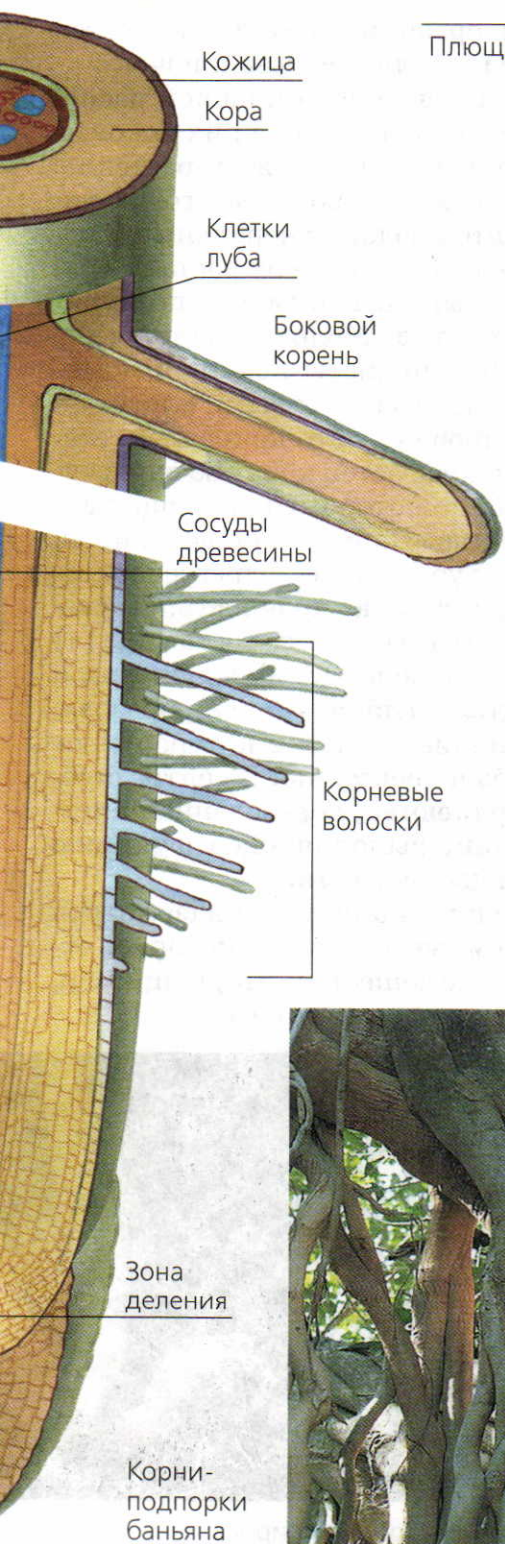 Плющ
Кожица
Кора
Клетки
луба
Боковой
корень
Сосуды
древесины
Корневые
волоски
Зона
деления
Корни-
подпорки
баньяна